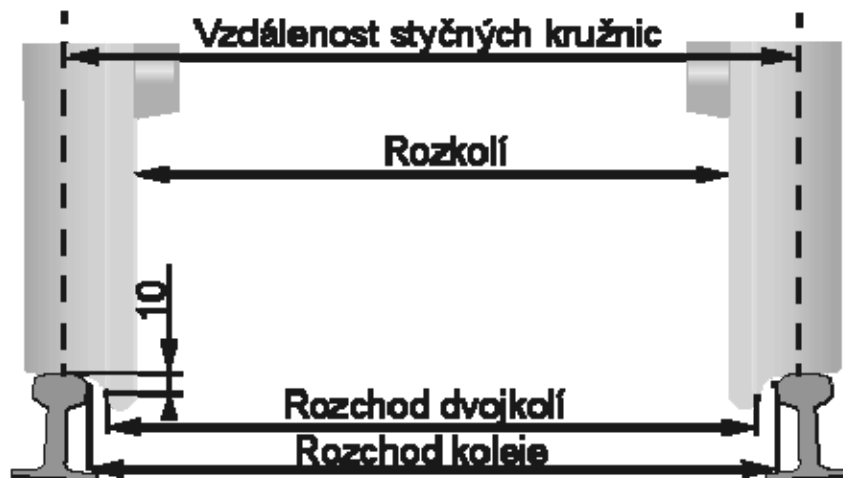 Vzdálenost styčných kružnic
Rozkolí
10
Rozchod dvojkolí
Rozchod koleje